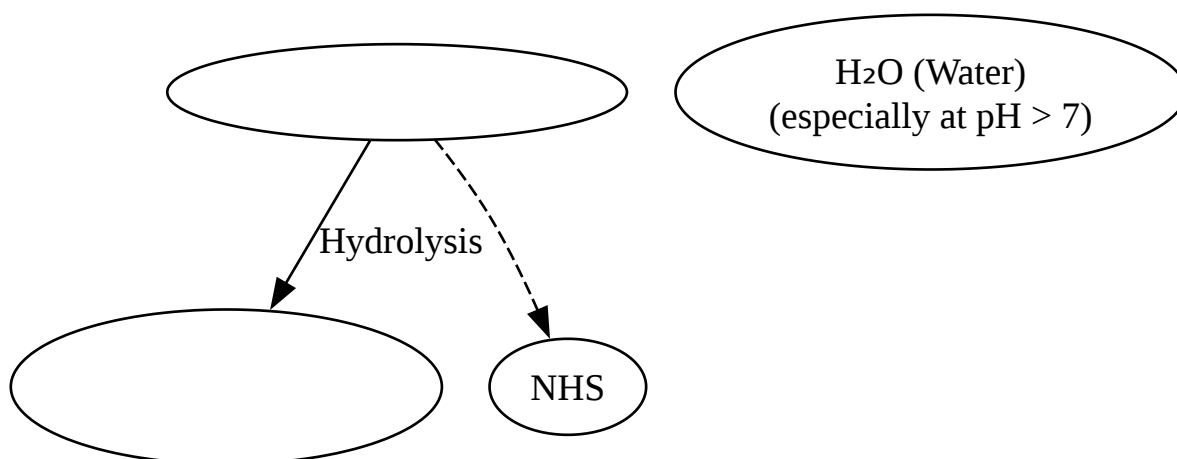 H₂O (Water)
(especially at pH > 7)
Hydrolysis
NHS